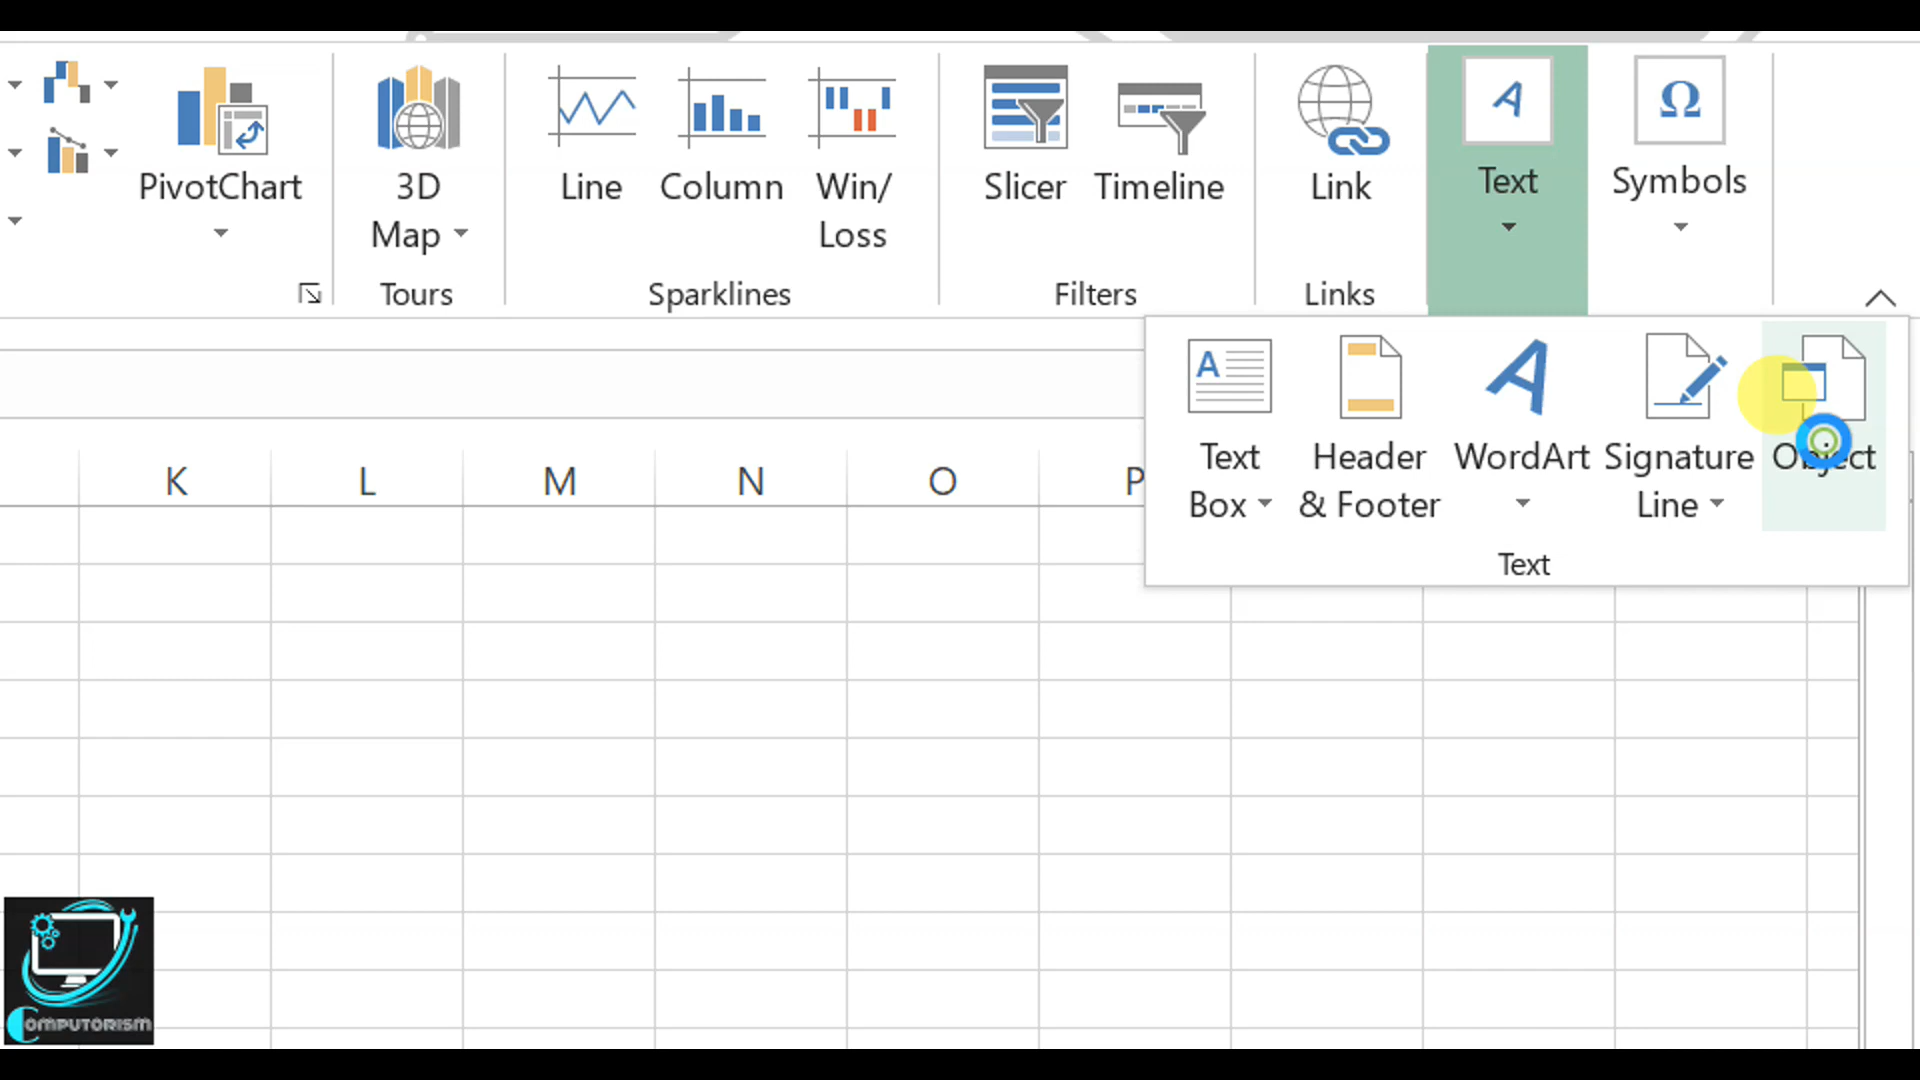 PivotChart
3D
Map
Line
Column
Win/
Loss
Slicer
Timeline
Link
Text
Symbols
Tours
Sparklines
Filters
Links
Text
Box
Header
& Footer
WordArt
Signature
Line
Object
Text
K L M N O P
COMPUTORISM